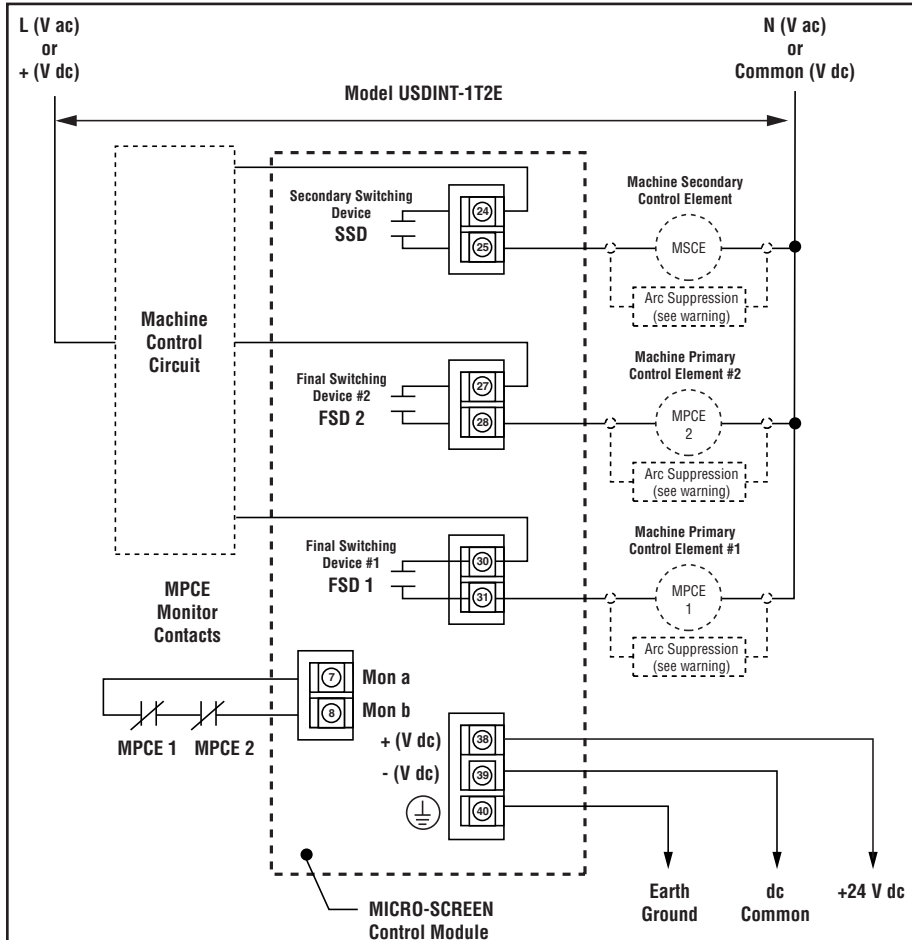 L (V ac)
or
+ (V dc)
N (V ac)
or
Common (V dc)
Model USDINT-1T2E
Machine
Control
Circuit
Secondary Switching
Device
SSD
24
25
Machine Secondary
Control Element
MSCE
Arc Suppression
(see warning)
Final Switching
Device #2
FSD 2
27
28
Machine Primary
Control Element #2
MPCE
2
Arc Suppression
(see warning)
Final Switching
Device #1
FSD 1
30
31
Machine Primary
Control Element #1
MPCE
1
Arc Suppression
(see warning)
MPCE
Monitor
Contacts
7
Mon a
8
Mon b
MPCE 1
MPCE 2
+ (V dc)
38
- (V dc)
39
40
Earth
Ground
dc
Common
+24 V dc
MICRO-SCREEN
Control Module